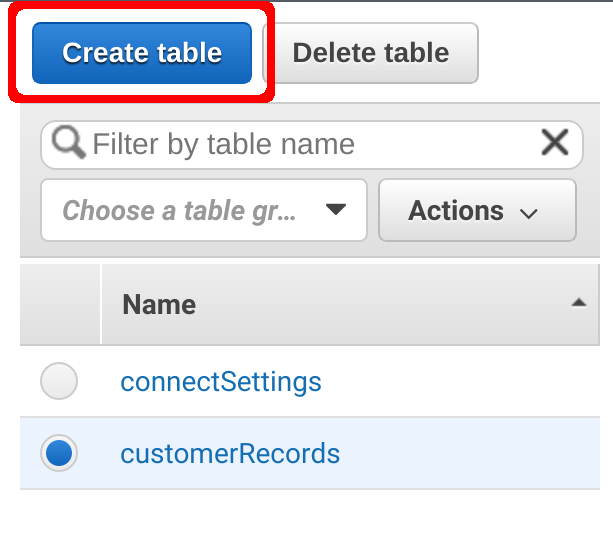 Create table Delete table
Filter by table name
Choose a table gr... Actions
Name
connectSettings
customerRecords